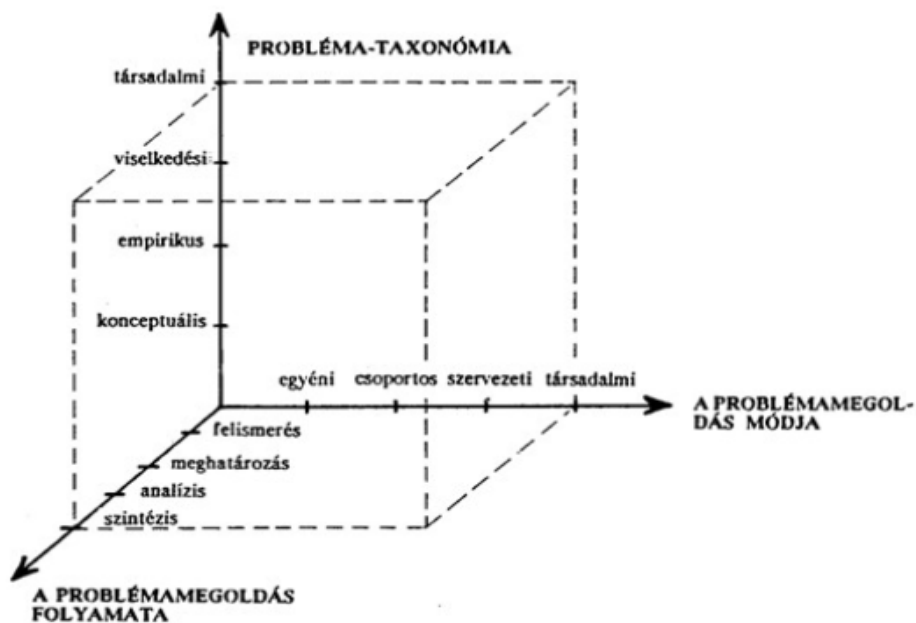 PROBLÉMA-TAXONÓMIA
társadalmi
viselkedési
empirikus
konceptuális
egyéni csoportos szervezeti társadalmi
A PROBLÉMAMEGOL-
DÁS MÓDJA
felismerés
meghatározás
analízis
szintézis
A PROBLÉMAMEGOLDÁS
FOLYAMATA